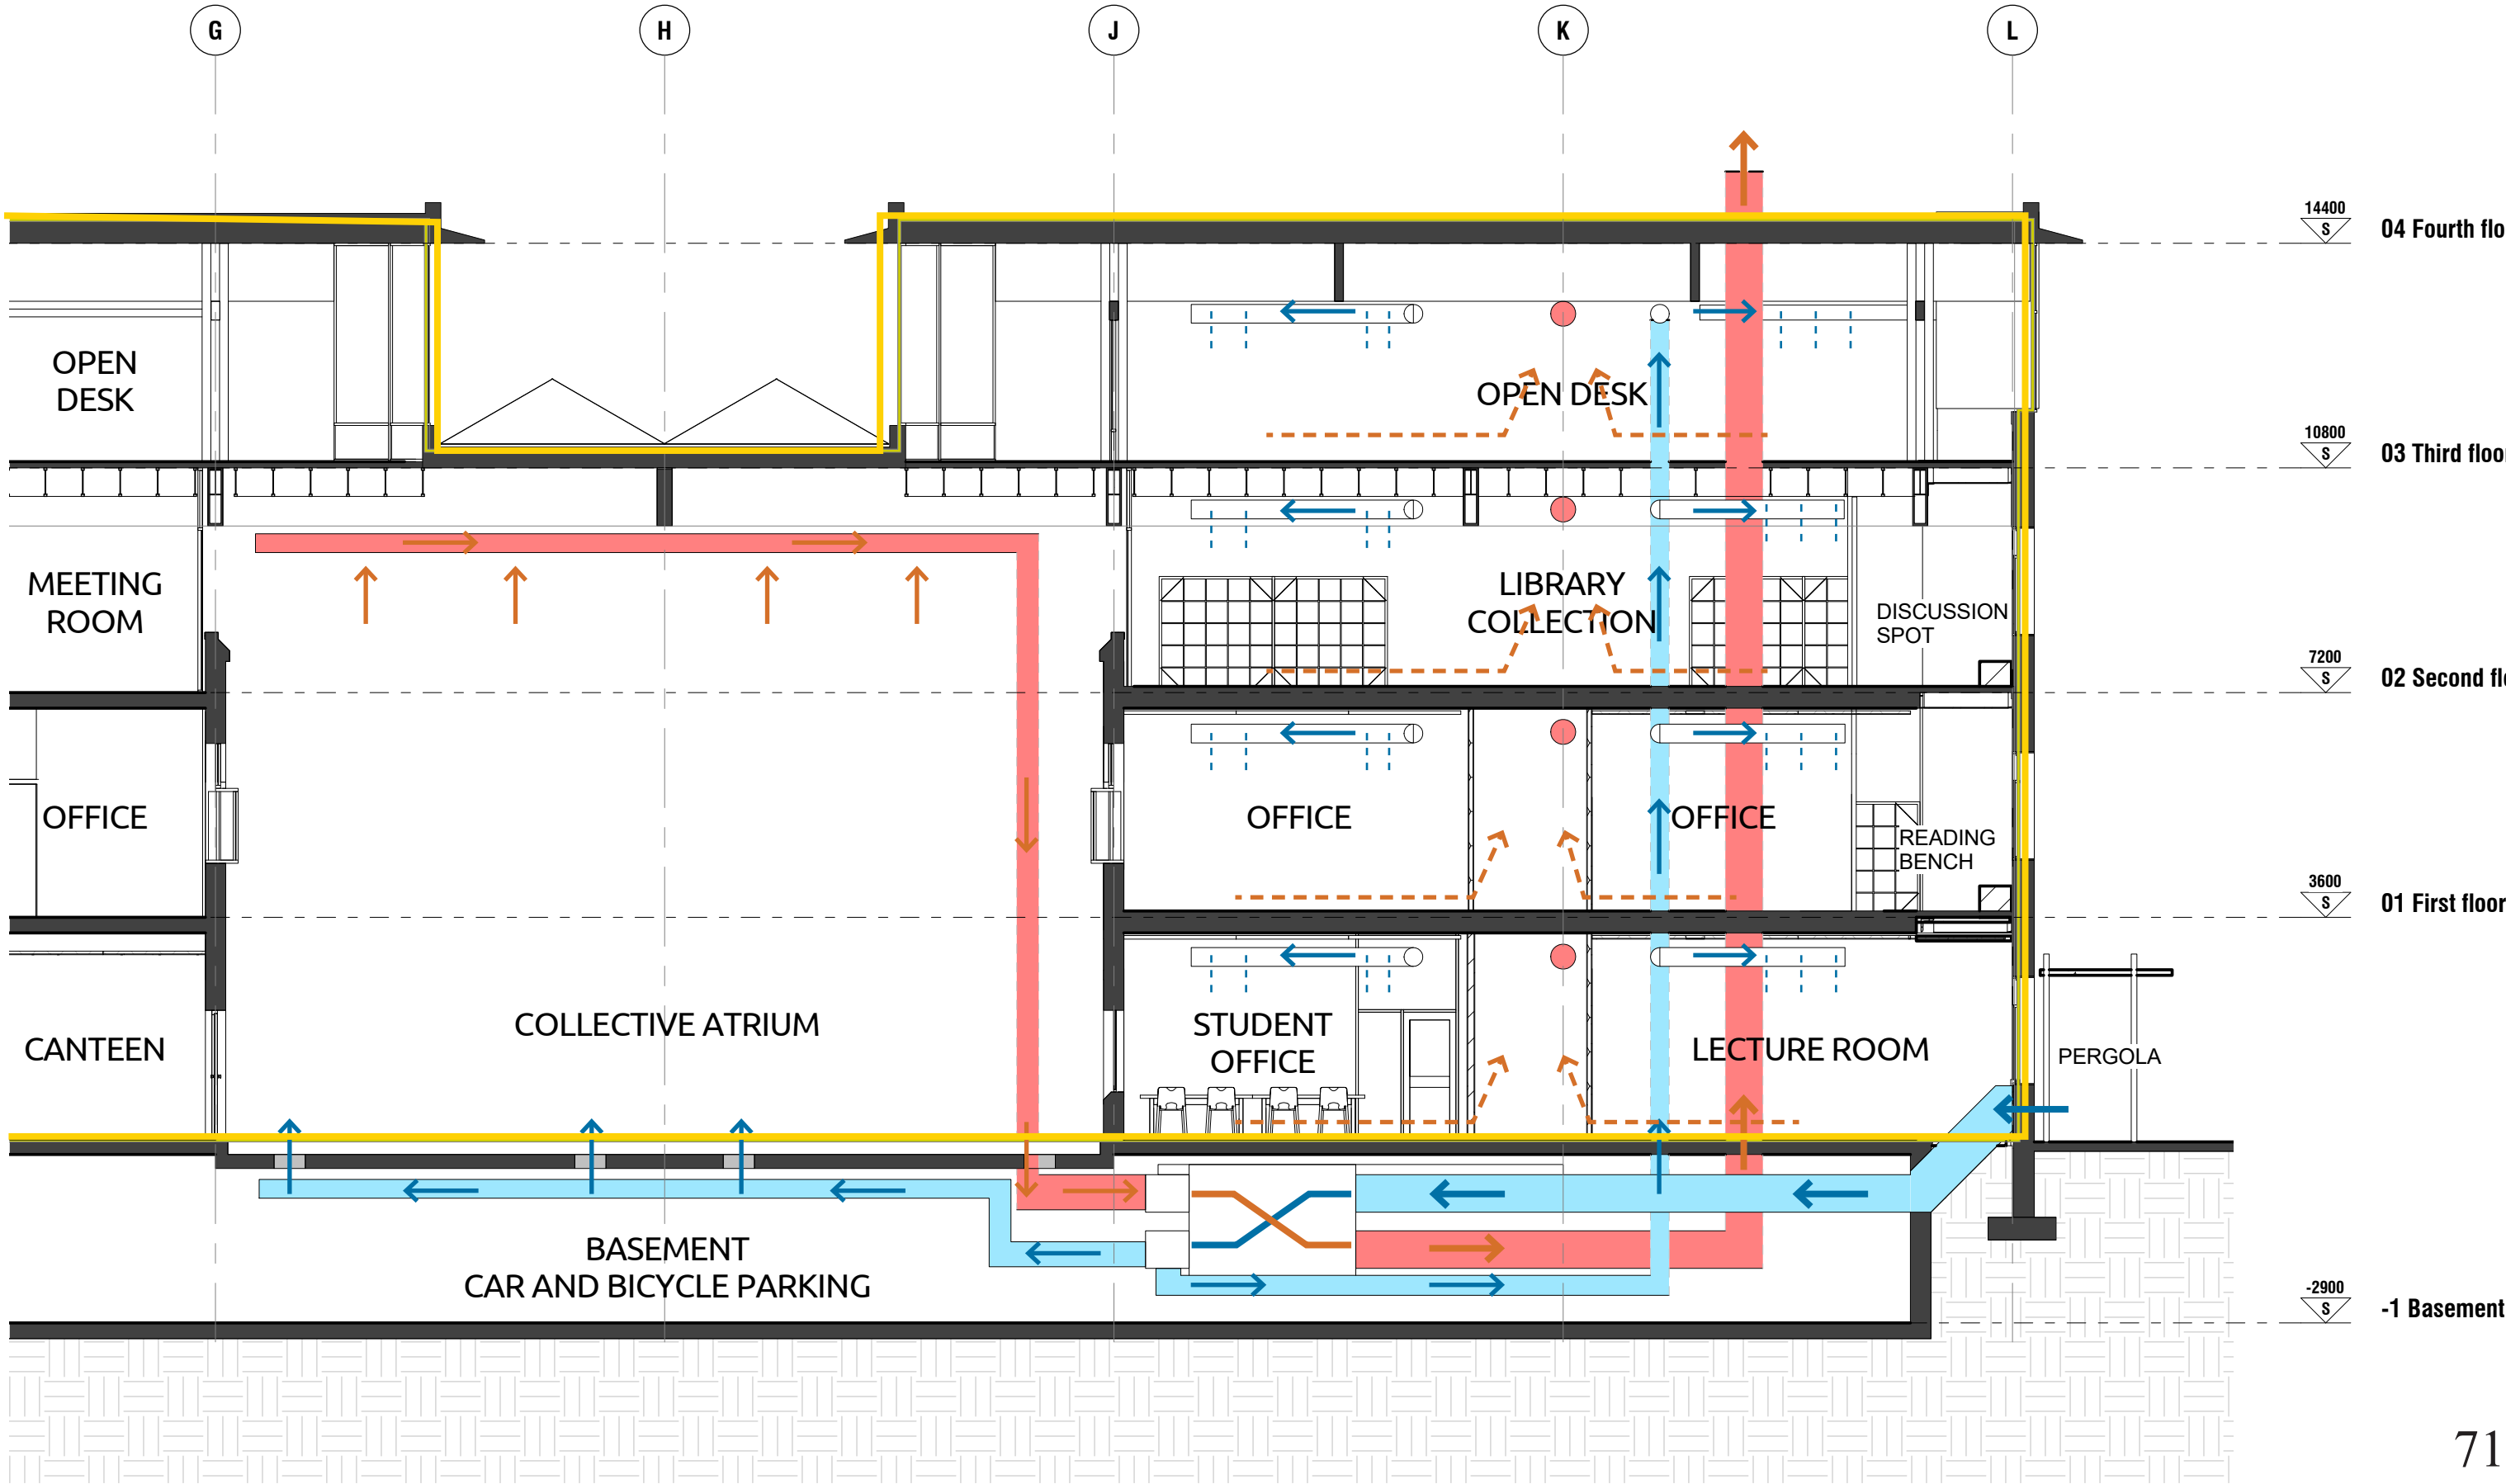 G
H
J
K
L
14400
S
04 Fourth flo
OPEN
DESK
OPEN DESK
10800
S
03 Third floor
MEETING
ROOM
LIBRARY
COLLECTION
DISCUSSION
SPOT
7200
S
02 Second flo
OFFICE
OFFICE
OFFICE
READING
BENCH
3600
S
01 First floor
CANTEEN
COLLECTIVE ATRIUM
STUDENT
OFFICE
LECTURE ROOM
PERGOLA
BASEMENT
CAR AND BICYCLE PARKING
-2900
S
-1 Basement
71